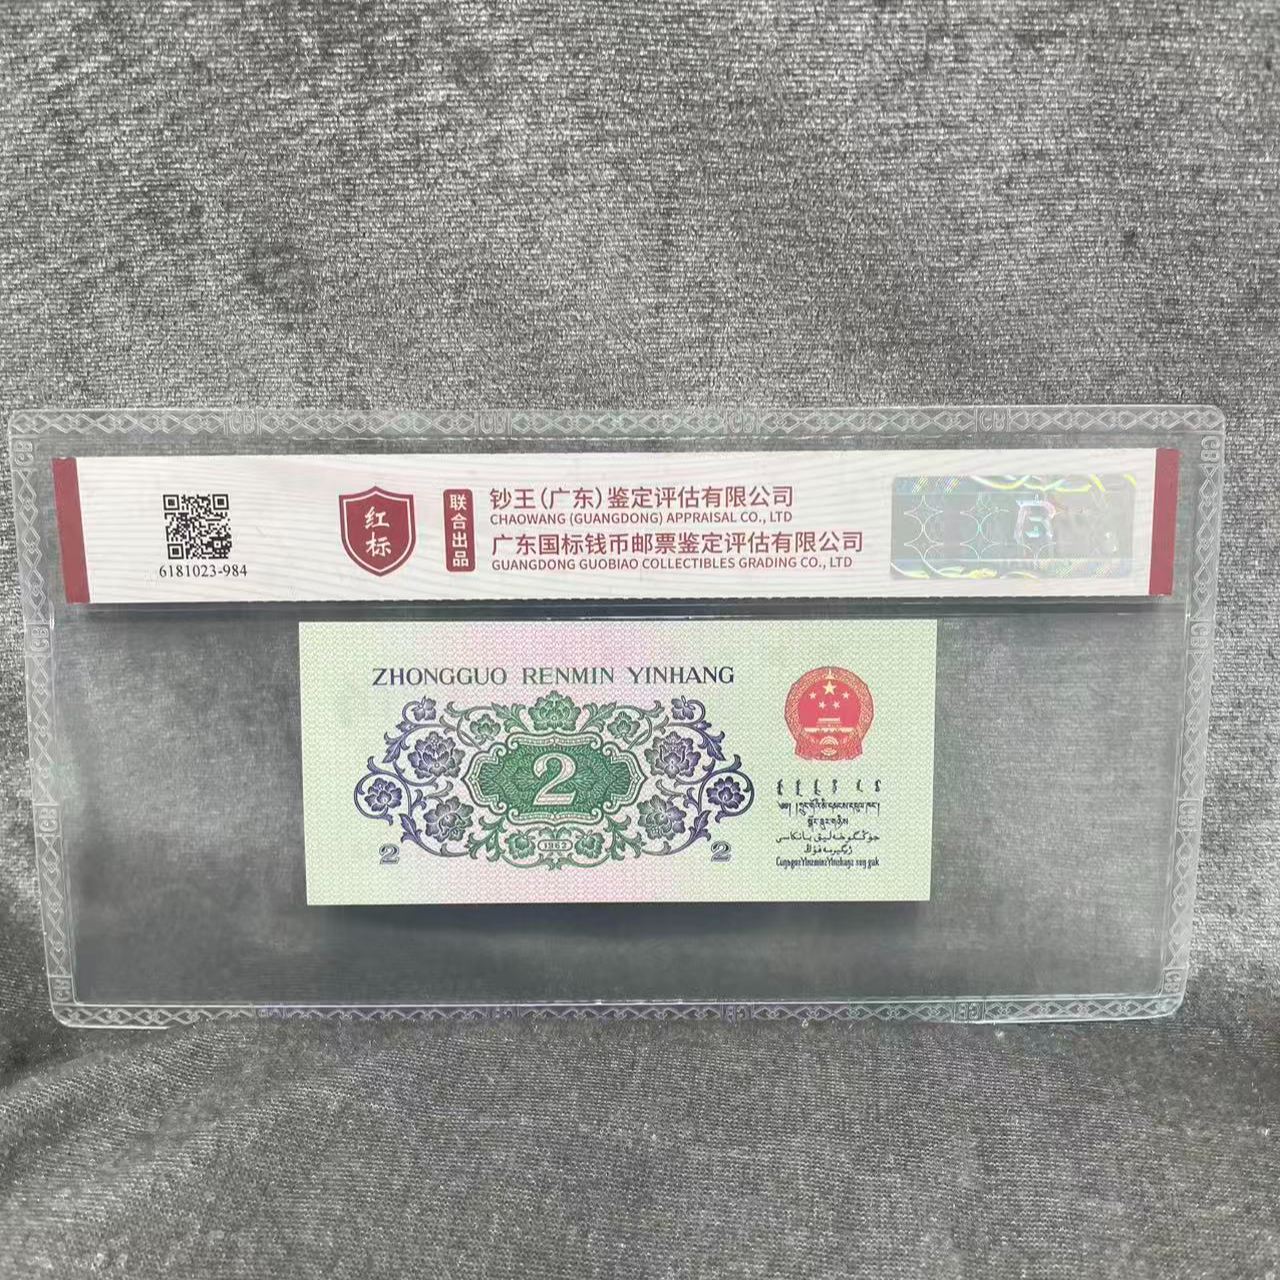 6181023-984
红标
联合出品
钞王(广东)鉴定评估有限公司
CHAOWANG (GUANGDONG) APPRAISAL CO., LTD
广东国标钱币邮票鉴定评估有限公司
GUANGDONG GUOBIAO COLLECTIBLES GRADING CO., LTD
ZHONGGUO RENMIN YINHANG
2
1962
2
2